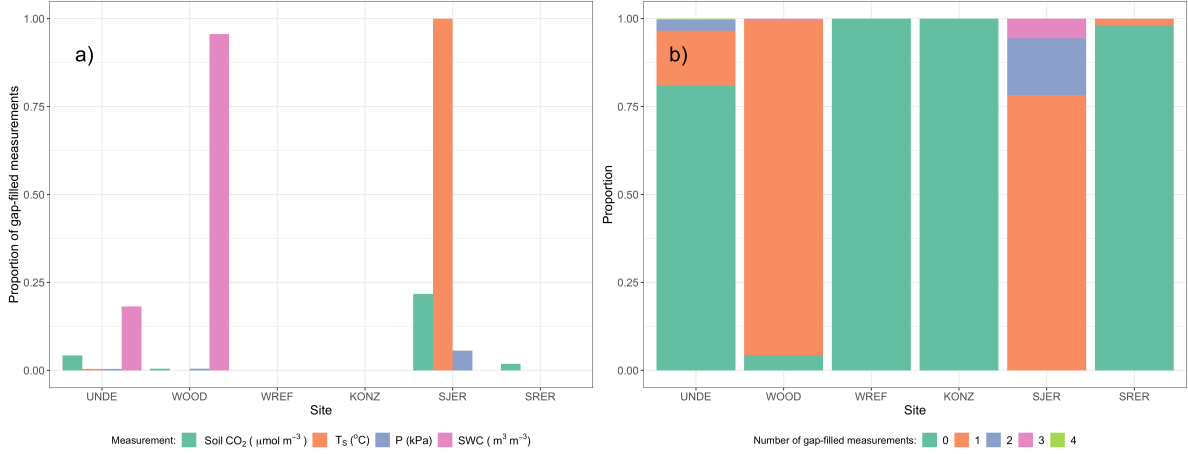 a)
Proportion of gap-filled measurements
1.00
0.75
0.50
0.25
0.00
UNDE WOOD WREF KONZ SJER SRER
Site
Measurement: Soil CO₂ ( μmol m⁻³ ) T_S (°C) P (kPa) SWC ( m³ m⁻³)
b)
Proportion
1.00
0.75
0.50
0.25
0.00
UNDE WOOD WREF KONZ SJER SRER
Site
Number of gap-filled measurements: 0 1 2 3 4